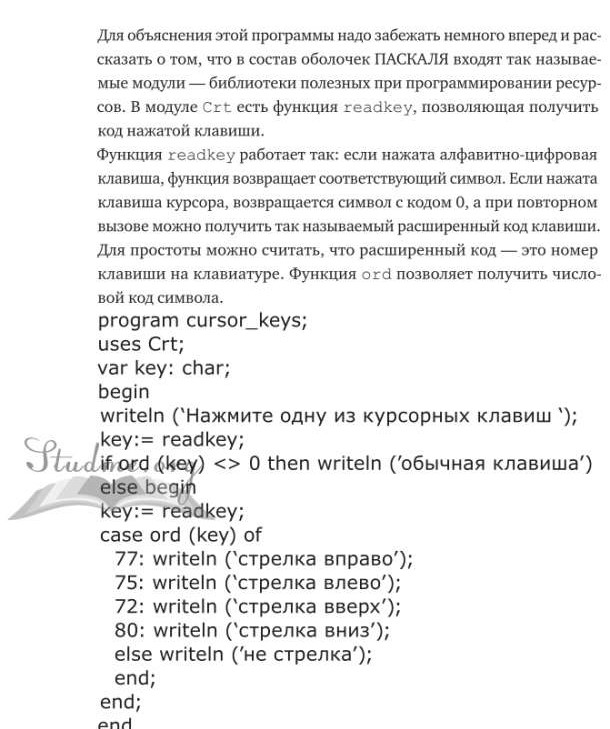 Для объяснения этой программы надо забежать немного вперед и рас-
сказать о том, что в состав оболочек ПАСКАЛЯ входят так называе-
мые модули — библиотеки полезных при программировании ресур-
сов. В модуле Crt есть функция readkey, позволяющая получить
код нажатой клавиши.
Функция readkey работает так: если нажата алфавитно-цифровая
клавиша, функция возвращает соответствующий символ. Если нажата
клавиша курсора, возвращается символ с кодом 0, а при повторном
вызове можно получить так называемый расширенный код клавиши.
Для простоты можно считать, что расширенный код — это номер
клавиши на клавиатуре. Функция ord позволяет получить число-
вой код символа.
program cursor_keys;
uses Crt;
var key: char;
begin
writeln (‘Нажмите одну из курсорных клавиш ‘);
key:= readkey;
if ord (key) <> 0 then writeln (’обычная клавиша’)
else begin
key:= readkey;
case ord (key) of
77: writeln (‘стрелка вправо’);
75: writeln (‘стрелка влево’);
72: writeln (‘стрелка вверх’);
80: writeln (‘стрелка вниз’);
else writeln (’не стрелка’);
end;
end;
end
Studme.org